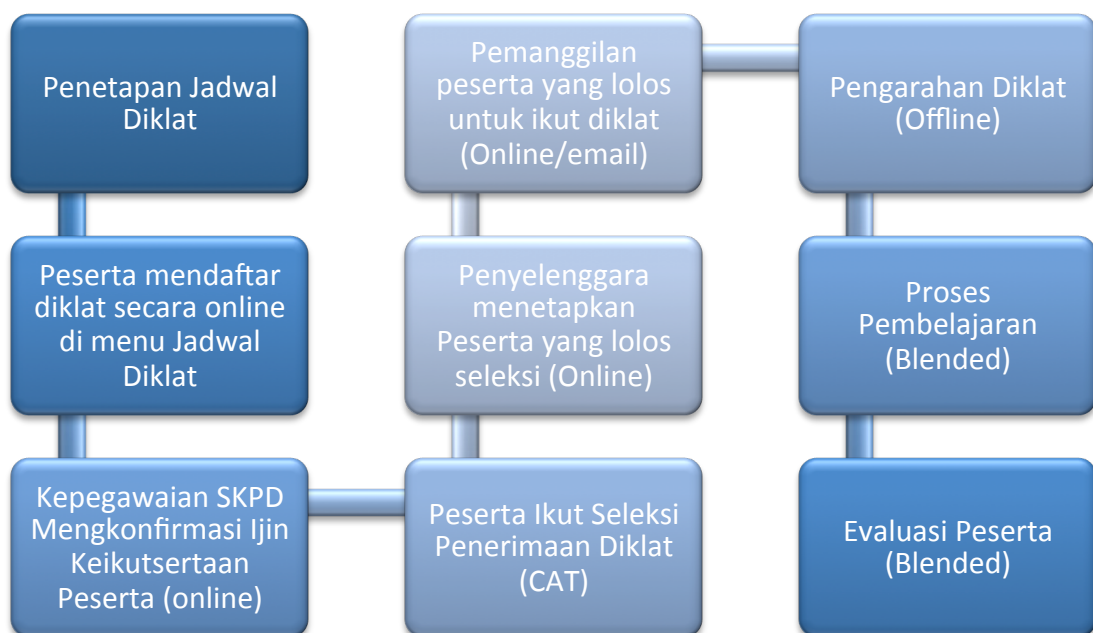 Penetapan Jadwal
Diklat
Peserta mendaftar
diklat secara online
di menu Jadwal
Diklat
Kepegawaian SKPD
Mengkonfirmasi Ijin
Keikutsertaan
Peserta (online)
Peserta Ikut Seleksi
Penerimaan Diklat
(CAT)
Penyelenggara
menetapkan
Peserta yang lolos
seleksi (Online)
Pemanggilan
peserta yang lolos
untuk ikut diklat
(Online/email)
Pengarahan Diklat
(Offline)
Proses
Pembelajaran
(Blended)
Evaluasi Peserta
(Blended)